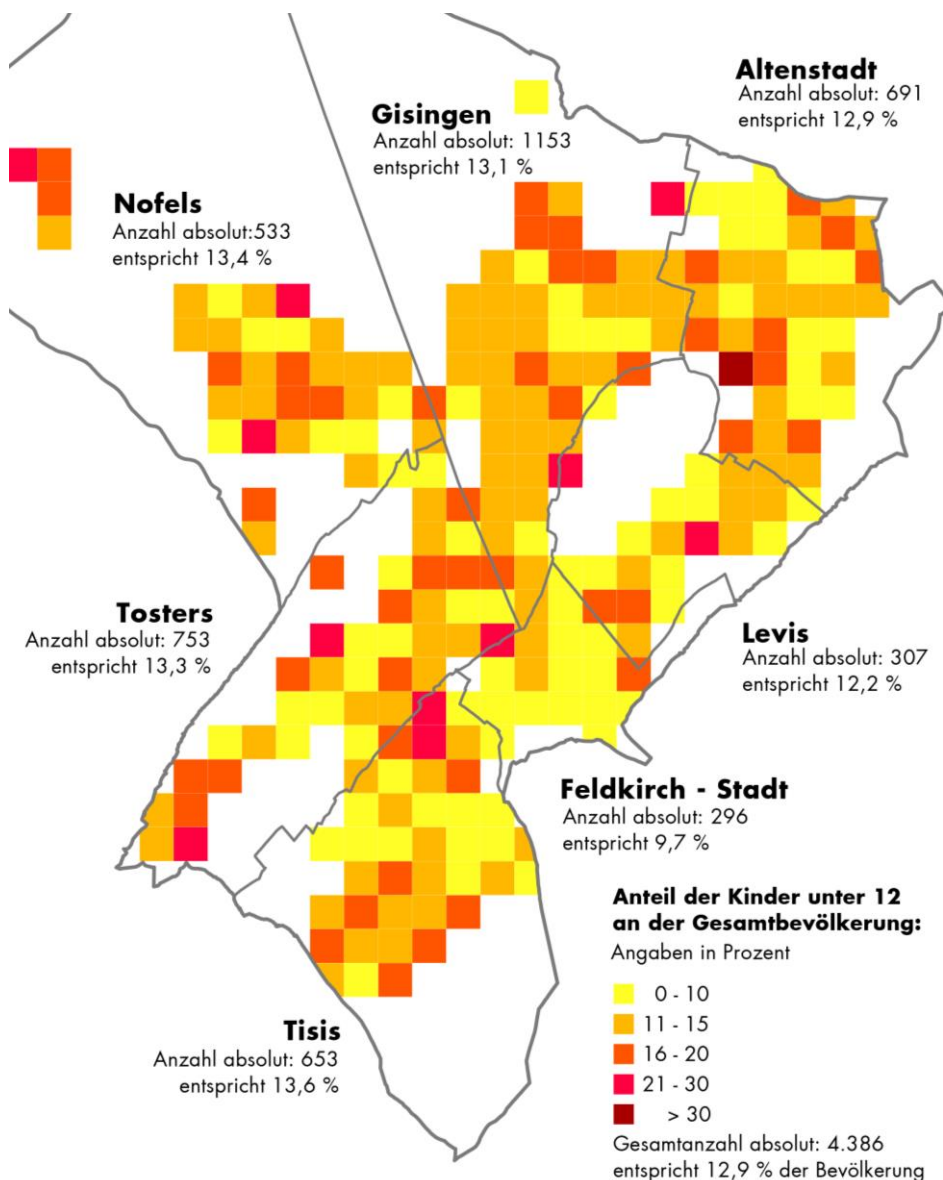 Altenstadt
Anzahl absolut: 691
entspricht 12,9 %
Gisingen
Anzahl absolut: 1153
entspricht 13,1 %
Nofels
Anzahl absolut:533
entspricht 13,4 %
Tosters
Anzahl absolut: 753
entspricht 13,3 %
Levis
Anzahl absolut: 307
entspricht 12,2 %
Feldkirch - Stadt
Anzahl absolut: 296
entspricht 9,7 %
Tisis
Anzahl absolut: 653
entspricht 13,6 %
Anteil der Kinder unter 12
an der Gesamtbevölkerung:
Angaben in Prozent
0 - 10
11 - 15
16 - 20
21 - 30
> 30
Gesamtanzahl absolut: 4.386
entspricht 12,9 % der Bevölkerung